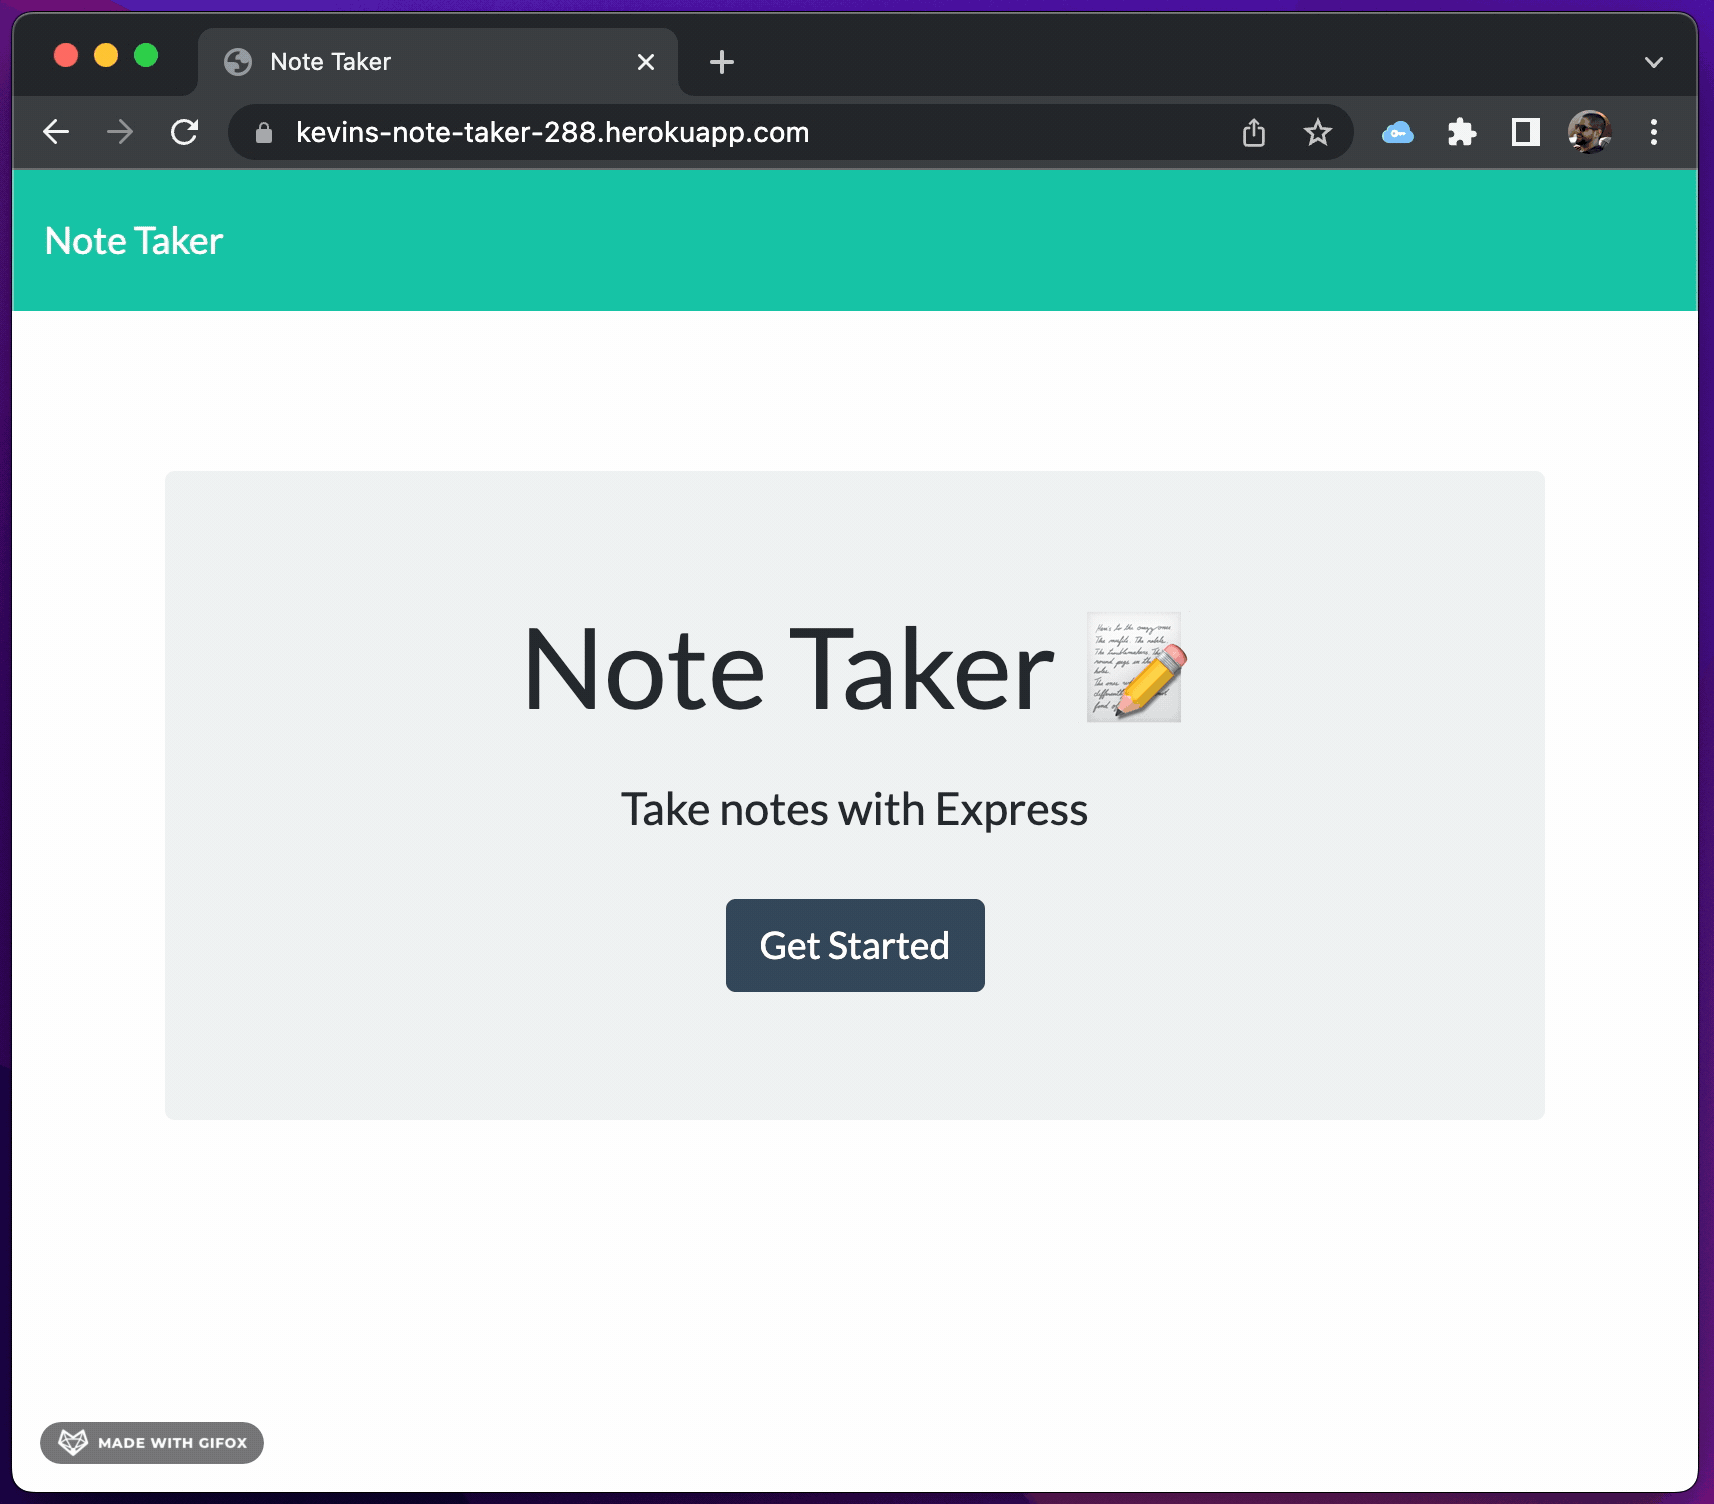 Note Taker
kevins-note-taker-288.herokuapp.com
Note Taker
Note Taker
Take notes with Express
Get Started
MADE WITH GIFOX